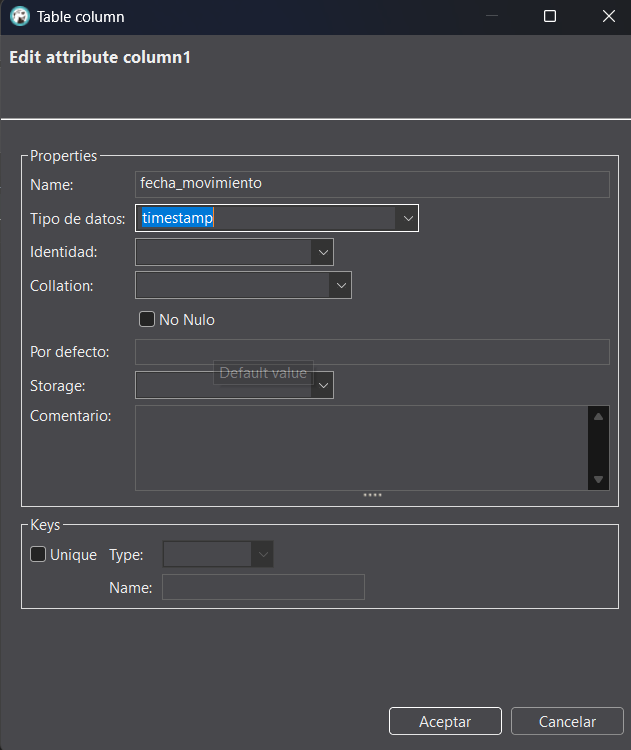 Table column
Edit attribute column1
Properties
Name: fecha_movimiento
Tipo de datos: timestamp
Identidad:
Collation:
No Nulo
Por defecto:
Default value
Storage:
Comentario:
Keys
Unique Type:
Name:
Aceptar Cancelar